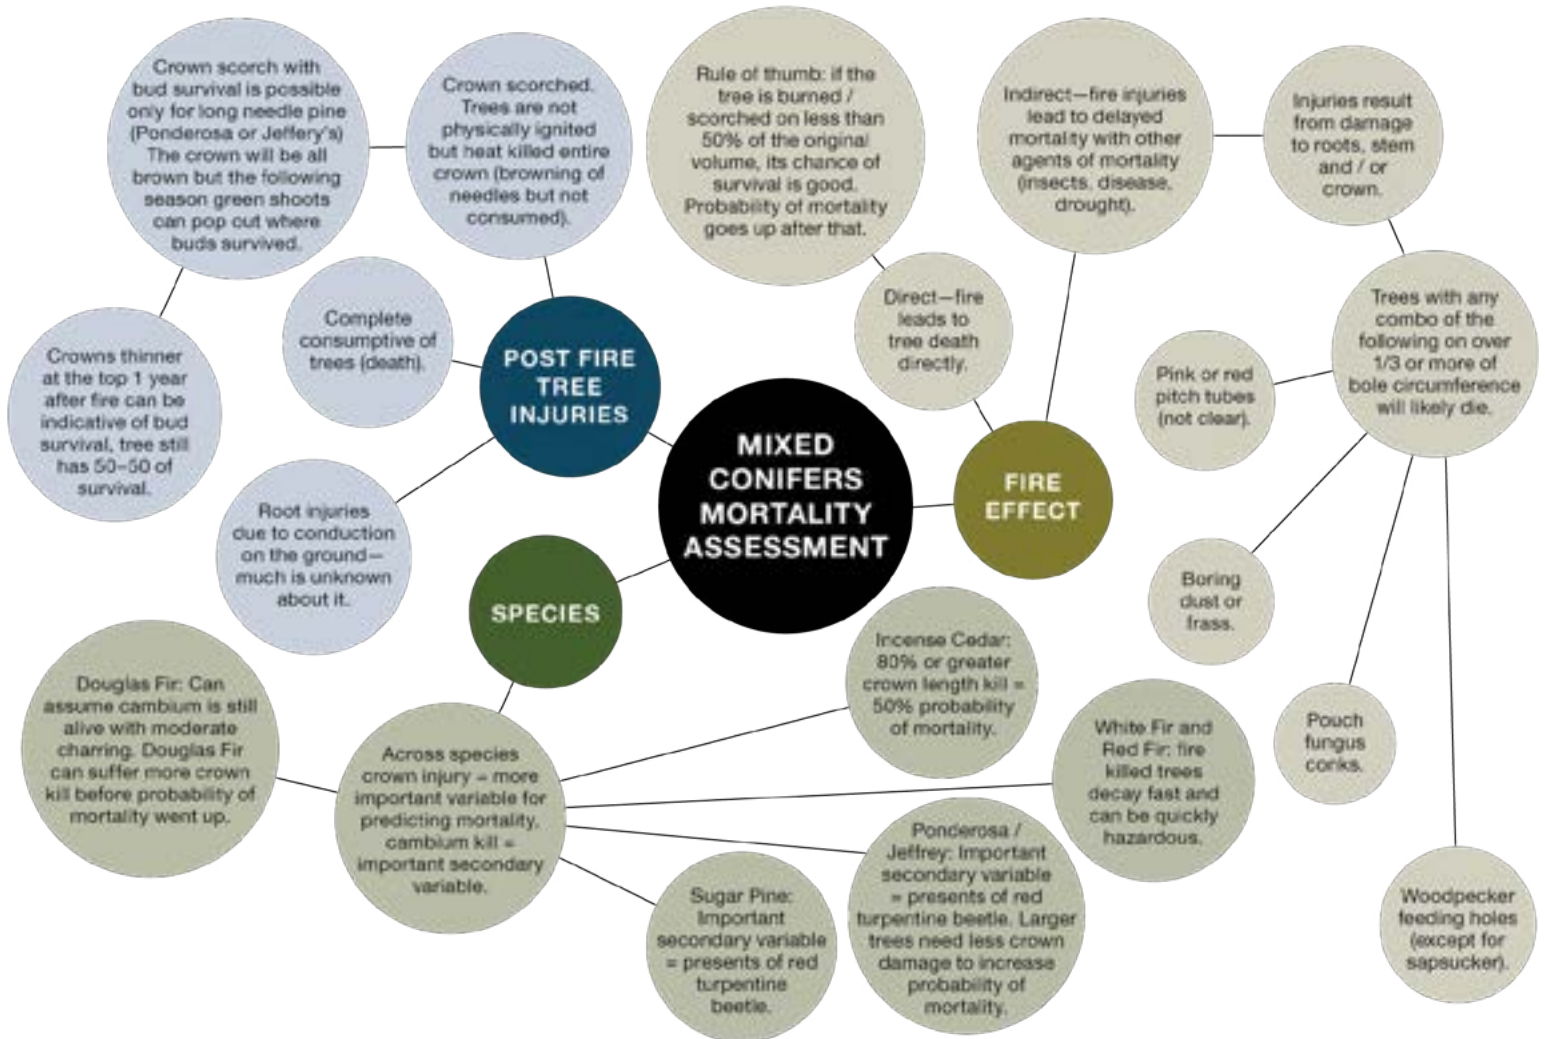 Crown scorch with
bud survival is possible
only for long needle pine
(Ponderosa or Jeffery's)
The crown will be all
brown but the following
season green shoots
can pop out where
buds survived.
Crown scorched.
Trees are not
physically ignited
but heat killed entire
crown (browning of
needles but not
consumed).
Rule of thumb: if the
tree is burned /
scorched on less than
50% of the original
volume, its chance of
survival is good.
Probability of mortality
goes up after that.
Indirect—fire injuries
lead to delayed
mortality with other
agents of mortality
(insects, disease,
drought).
Injuries result
from damage
to roots, stem
and / or
crown.
Crowns thinner
at the top 1 year
after fire can be
indicative of bud
survival, tree still
has 50–50 of
survival.
Complete
consumptive of
trees (death).
POST FIRE
TREE
INJURIES
Direct—fire
leads to
tree death
directly.
Pink or red
pitch tubes
(not clear).
Trees with any
combo of the
following on over
1/3 or more of
bole circumference
will likely die.
Root injuries
due to conduction
on the ground—
much is unknown
about it.
MIXED
CONIFERS
MORTALITY
ASSESSMENT
FIRE
EFFECT
SPECIES
Boring
dust or
frass.
Douglas Fir: Can
assume cambium is still
alive with moderate
charring. Douglas Fir
can suffer more crown
kill before probability of
mortality went up.
Across species
crown injury = more
important variable for
predicting mortality,
cambium kill =
important secondary
variable.
Incense Cedar:
80% or greater
crown length kill =
50% probability
of mortality.
White Fir and
Red Fir: fire
killed trees
decay fast and
can be quickly
hazardous.
Pouch
fungus
conks.
Sugar Pine:
Important
secondary variable
= presents of red
turpentine
beetle.
Ponderosa /
Jeffrey: Important
secondary variable
= presents of red
turpentine beetle. Larger
trees need less crown
damage to increase
probability of
mortality.
Woodpecker
feeding holes
(except for
sapsucker).